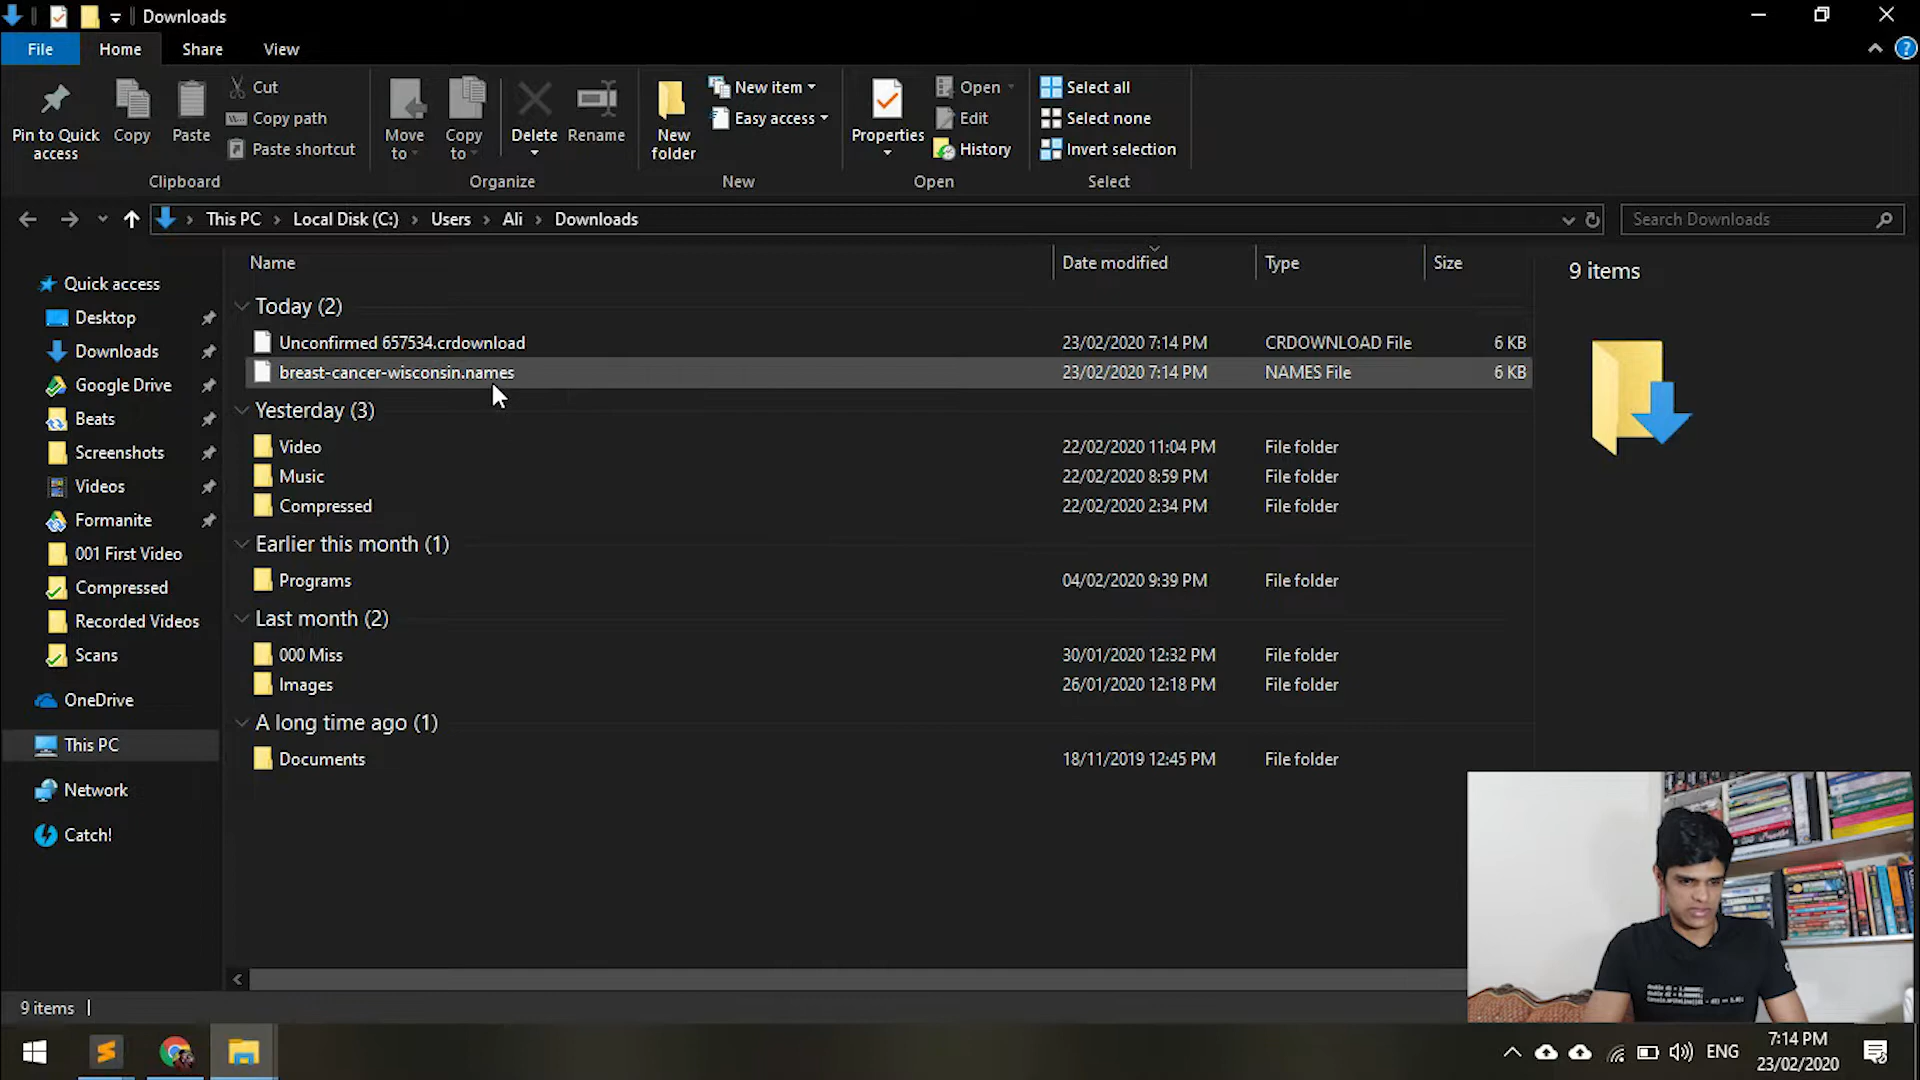 Downloads
File Home Share View
Pin to Quick access
Copy
Paste
Cut
Copy path
Paste shortcut
Clipboard
Move to
Copy to
Delete
Rename
Organize
New folder
New item
Easy access
New
Properties
Open
Edit
History
Open
Select all
Select none
Invert selection
Select
This PC Local Disk (C:) Users Ali Downloads
Search Downloads
Quick access
Desktop
Downloads
Google Drive
Beats
Screenshots
Videos
Formanite
001 First Video
Compressed
Recorded Videos
Scans
OneDrive
This PC
Network
Catch!
Name Date modified Type Size
Today (2)
Unconfirmed 657534.crdownload 23/02/2020 7:14 PM CRDOWNLOAD File 6 KB
breast-cancer-wisconsin.names 23/02/2020 7:14 PM NAMES File 6 KB
Yesterday (3)
Video 22/02/2020 11:04 PM File folder
Music 22/02/2020 8:59 PM File folder
Compressed 22/02/2020 2:34 PM File folder
Earlier this month (1)
Programs 04/02/2020 9:39 PM File folder
Last month (2)
000 Miss 30/01/2020 12:32 PM File folder
Images 26/01/2020 12:18 PM File folder
A long time ago (1)
Documents 18/11/2019 12:45 PM File folder
9 items
9 items
ENG
7:14 PM
23/02/2020